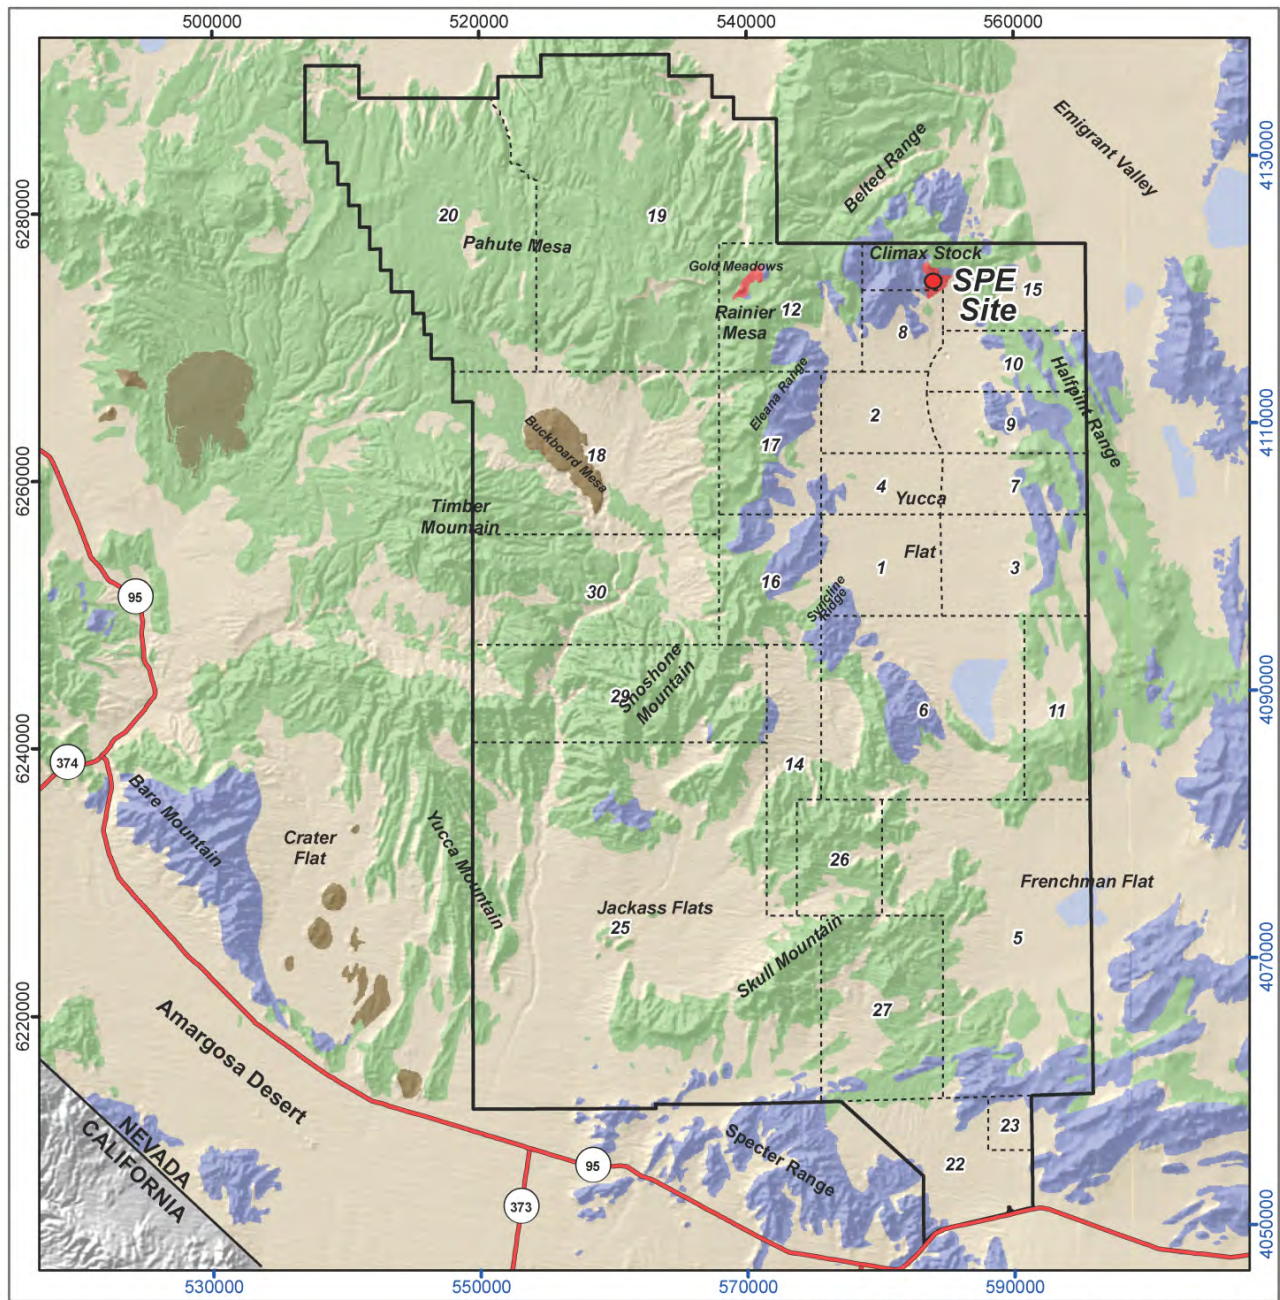 500000 520000 540000 560000
Emigrant Valley
4130000
Belted Range
6280000
20
19
Pahute Mesa
Climax Stock
Gold Meadows
SPE
Site
15
12
Rainier
Mesa
8
10
Eleana Range
Halfpint Range
2
9
4110000
Buckboard Mesa
18
17
6260000
4
7
Yucca
Timber
Mountain
Flat
1
3
16
95
30
Syncline
Ridge
Shoshone
Mountain
29
4090000
6
11
6240000
374
14
Bare Mountain
Crater
Flat
Yucca Mountain
26
Frenchman Flat
Jackass Flats
25
5
Skull Mountain
4070000
27
6220000
Amargosa Desert
NEVADA
CALIFORNIA
23
Specter Range
22
95
373
4050000
530000 550000 570000 590000